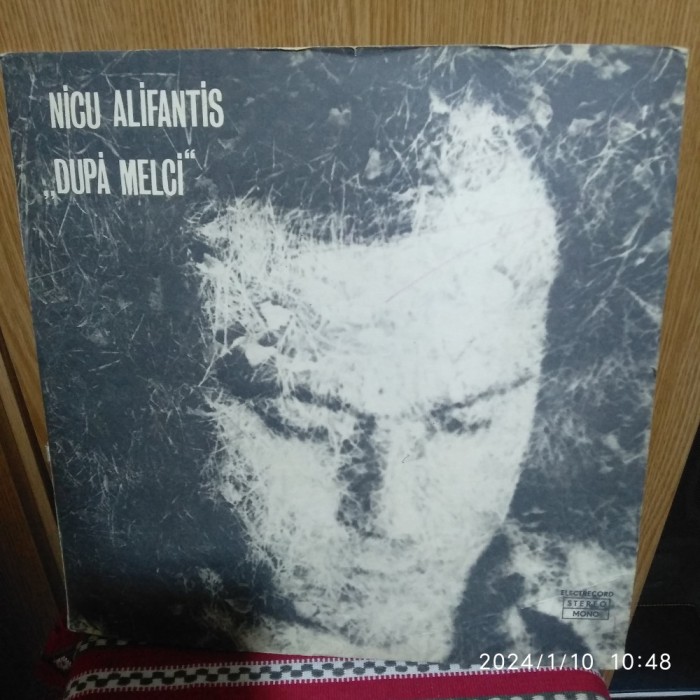 NiCU ALiFANTiS
„DUPĂ MELCi“
ELECTRECORD
STEREO
MONO
2024/1/10 10:48